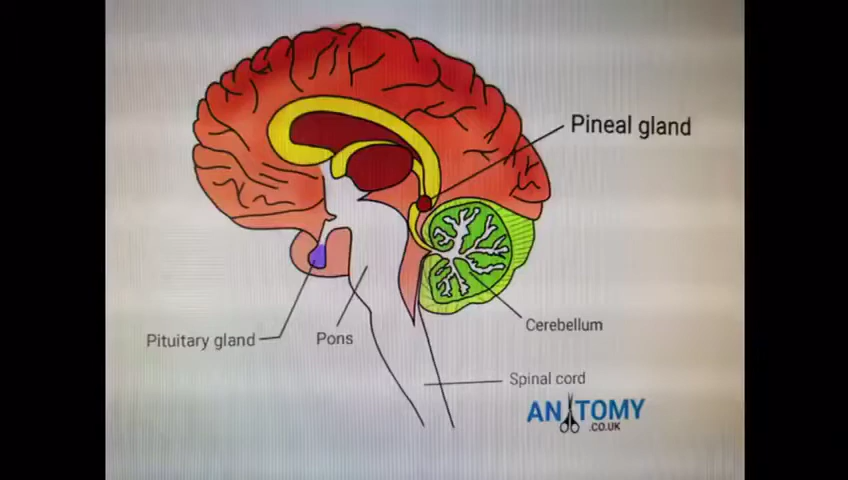 Pineal gland
Cerebellum
Pituitary gland
Pons
Spinal cord
ANATOMY
.CO.UK